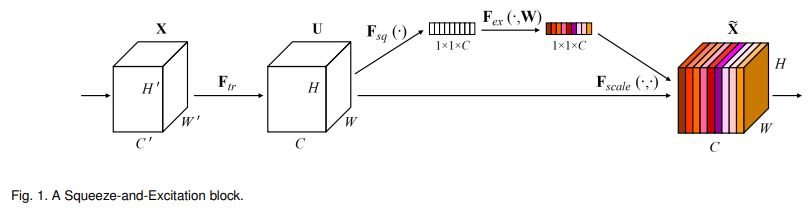 X
U
X̃
F_sq (·)
F_ex (·,W)
1×1×C
1×1×C
H′
F_tr
H
F_scale (·,·)
H
W′
W
W
C′
C
C
Fig. 1. A Squeeze-and-Excitation block.